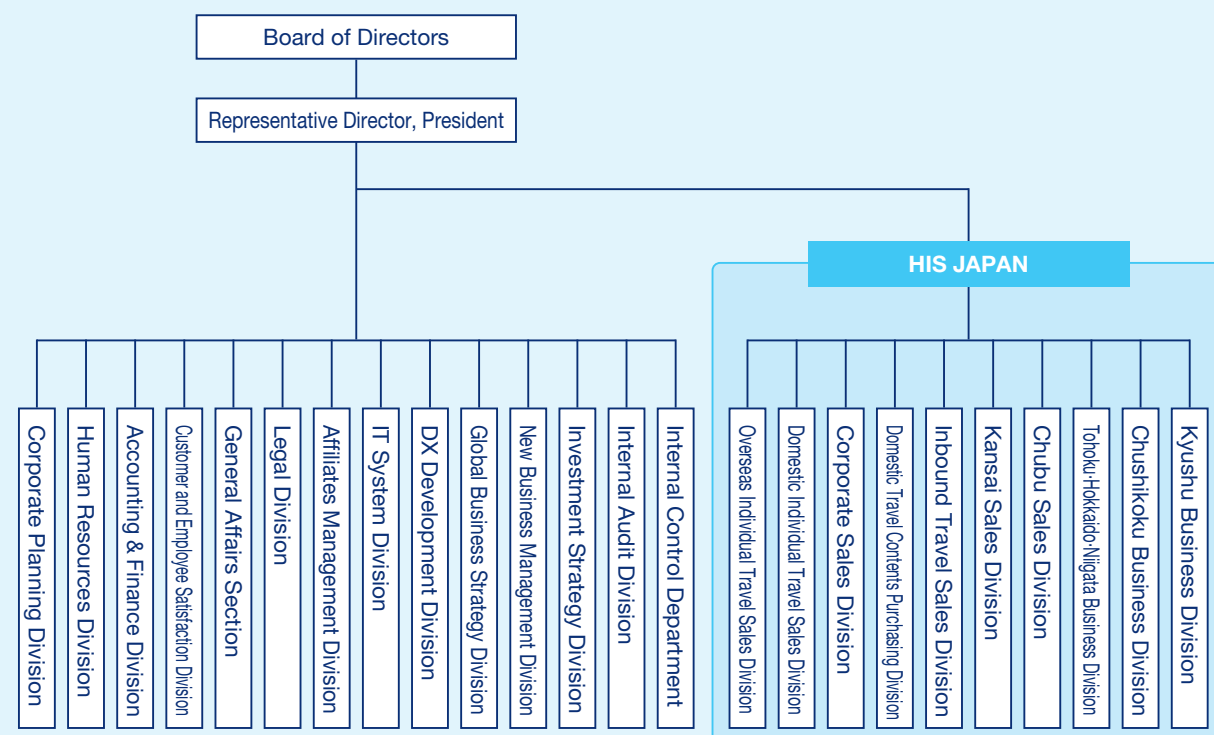 Board of Directors
Representative Director, President
HIS JAPAN
Corporate Planning Division
Human Resources Division
Accounting & Finance Division
Customer and Employee Satisfaction Division
General Affairs Section
Legal Division
Affiliates Management Division
IT System Division
DX Development Division
Global Business Strategy Division
New Business Management Division
Investment Strategy Division
Internal Audit Division
Internal Control Department
Overseas Individual Travel Sales Division
Domestic Individual Travel Sales Division
Corporate Sales Division
Domestic Travel Contents Purchasing Division
Inbound Travel Sales Division
Kansai Sales Division
Chubu Sales Division
Tohoku·Hokkaido·Niigata Business Division
Chushikoku Business Division
Kyushu Business Division